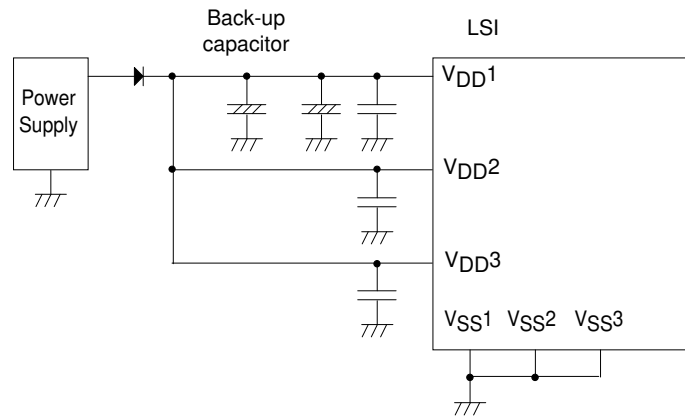 Back-up
capacitor
LSI
Power
Supply
VDD1
VDD2
VDD3
VSS1 VSS2 VSS3